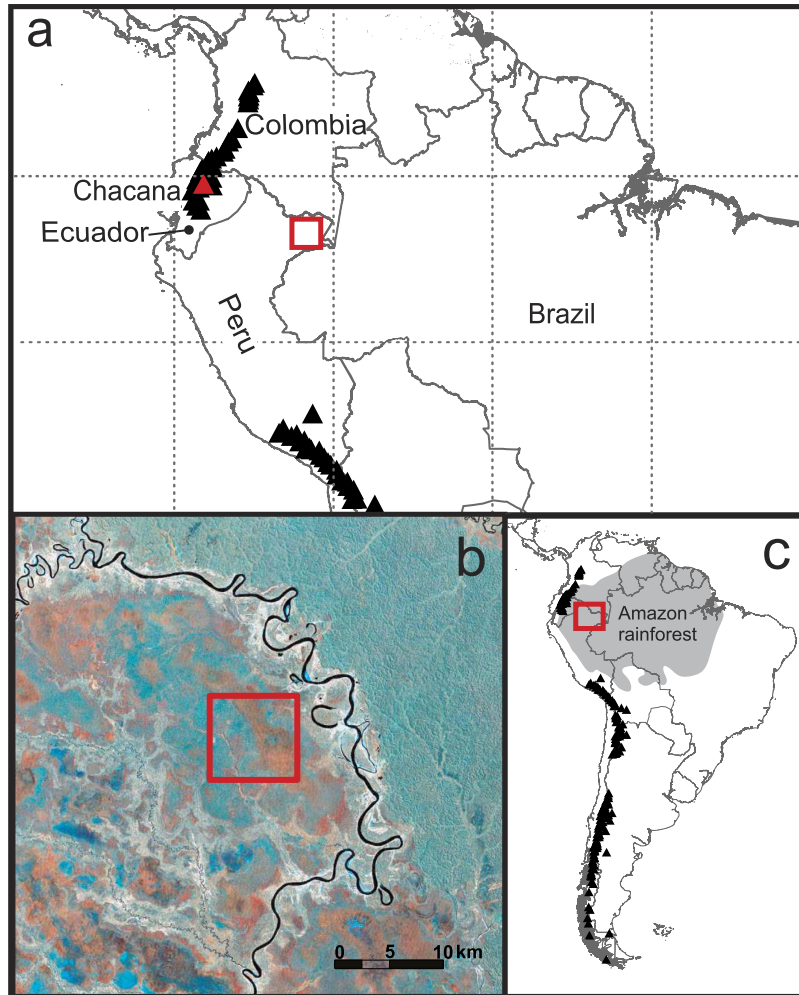 a
Colombia
Chacana
Ecuador
Peru
Brazil
b
0 5 10 km
c
Amazon
rainforest